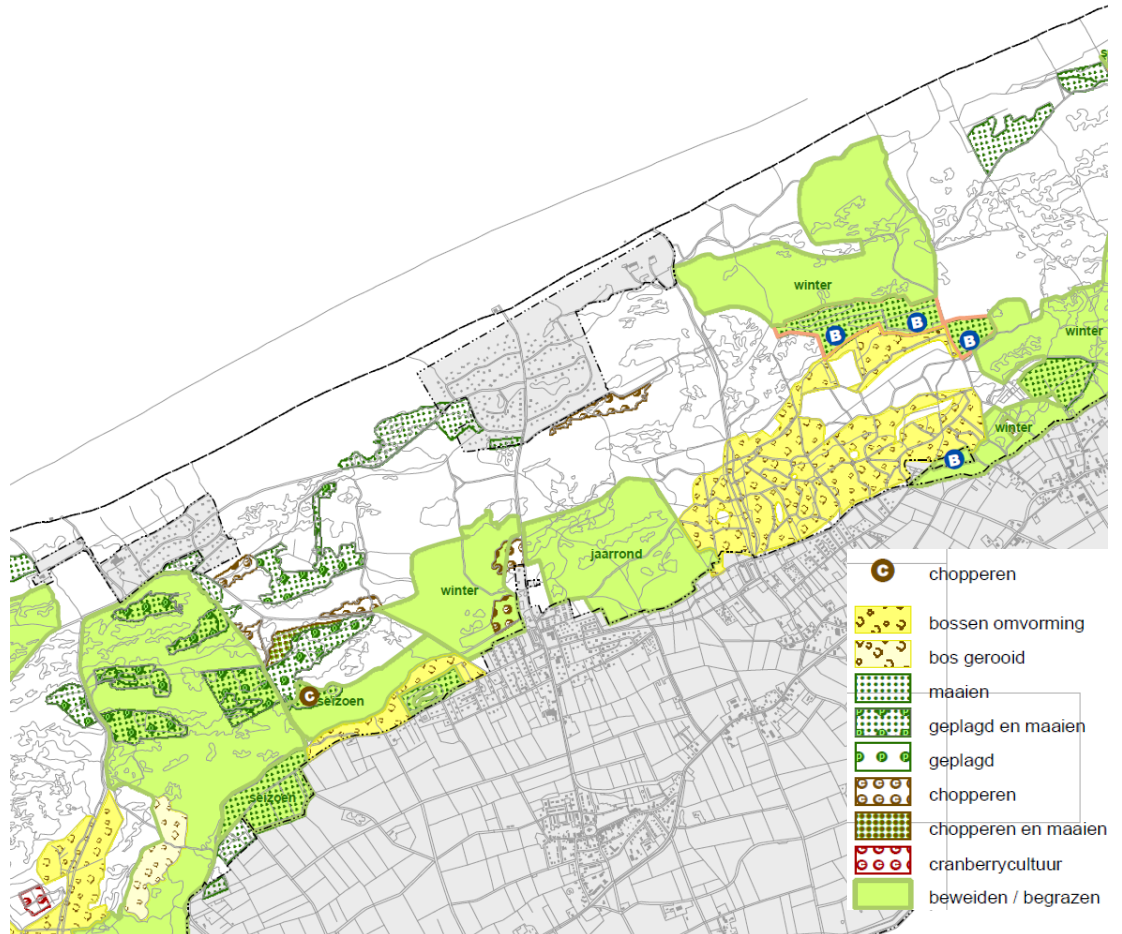 s
winter
B
B
B
winter
winter
B
jaarrond
winter
C
seizoen
seizoen
C chopperen
bossen omvorming
bos gerooid
maaien
geplagd en maaien
geplagd
chopperen
chopperen en maaien
cranberrycultuur
beweiden / begrazen